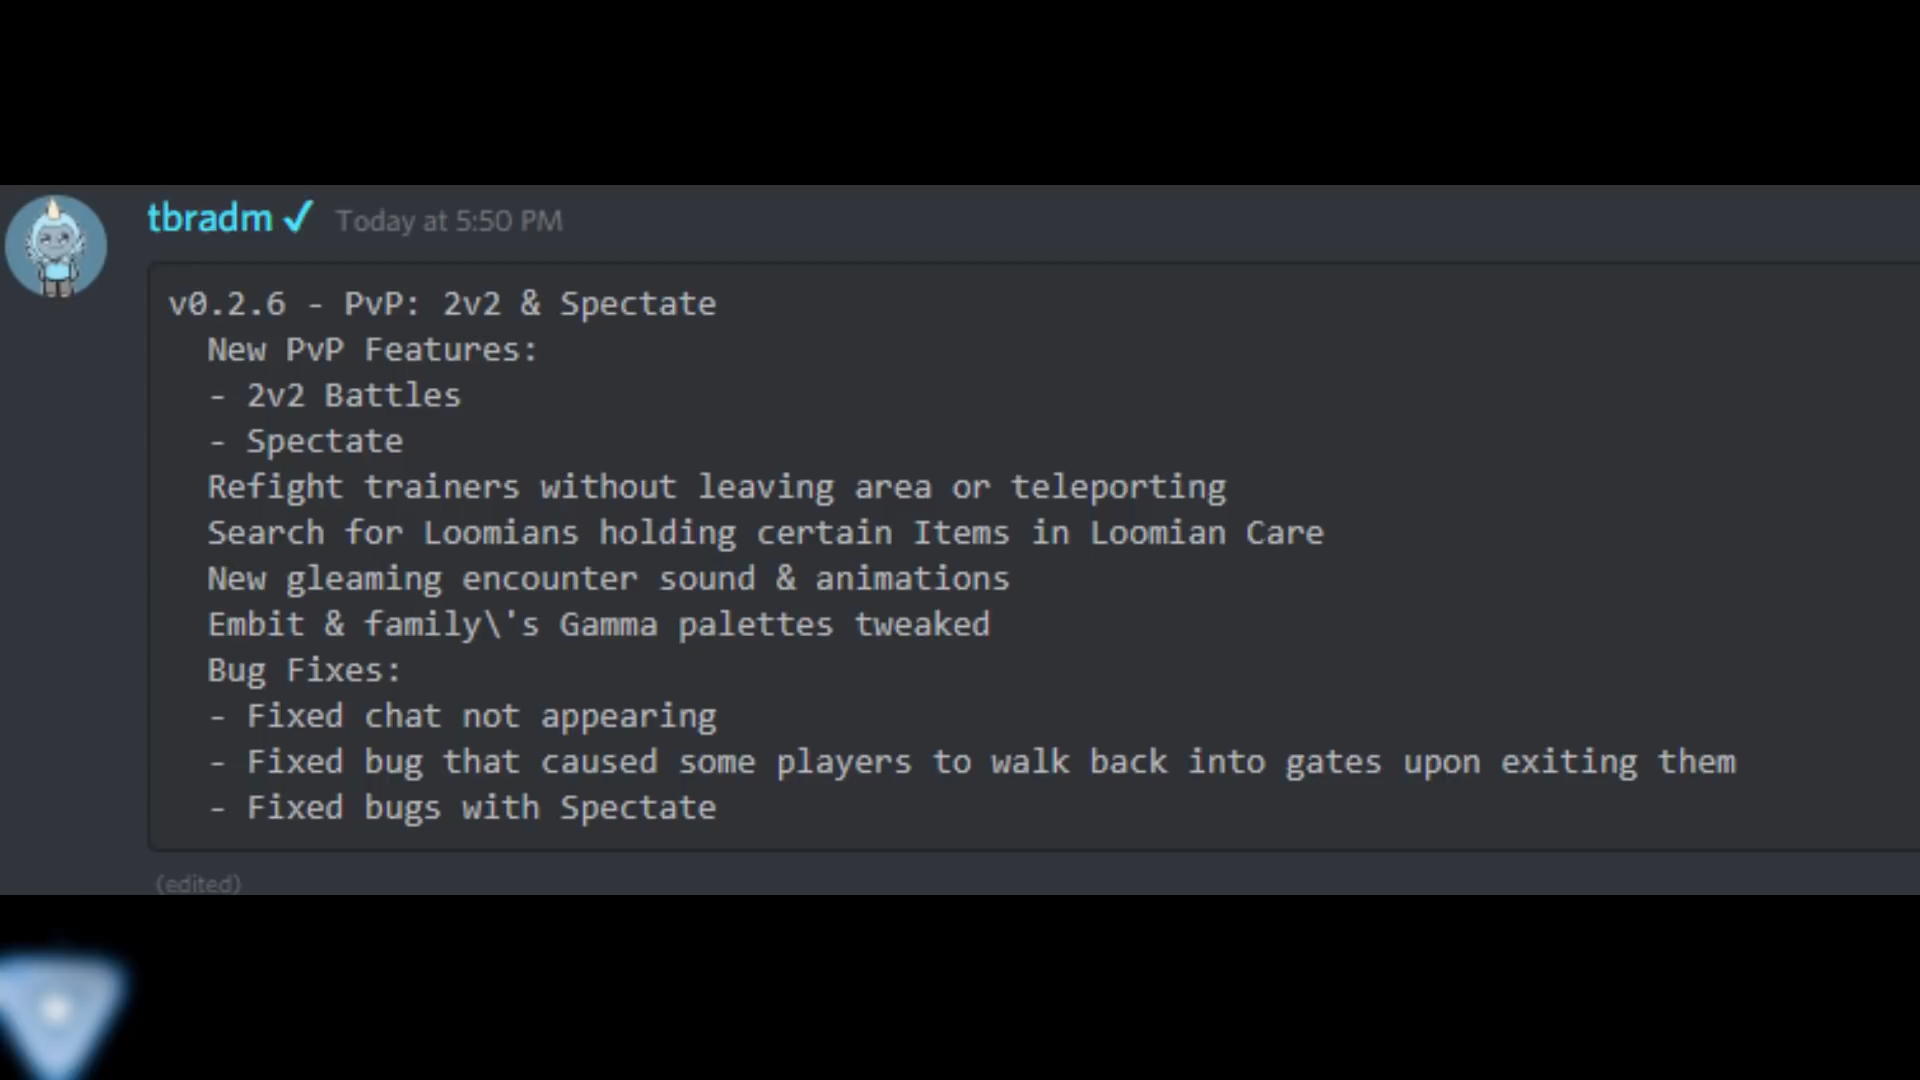 tbradm ✓ Today at 5:50 PM
v0.2.6 - PvP: 2v2 & Spectate
New PvP Features:
- 2v2 Battles
- Spectate
Refight trainers without leaving area or teleporting
Search for Loomians holding certain Items in Loomian Care
New gleaming encounter sound & animations
Embit & family\'s Gamma palettes tweaked
Bug Fixes:
- Fixed chat not appearing
- Fixed bug that caused some players to walk back into gates upon exiting them
- Fixed bugs with Spectate
(edited)